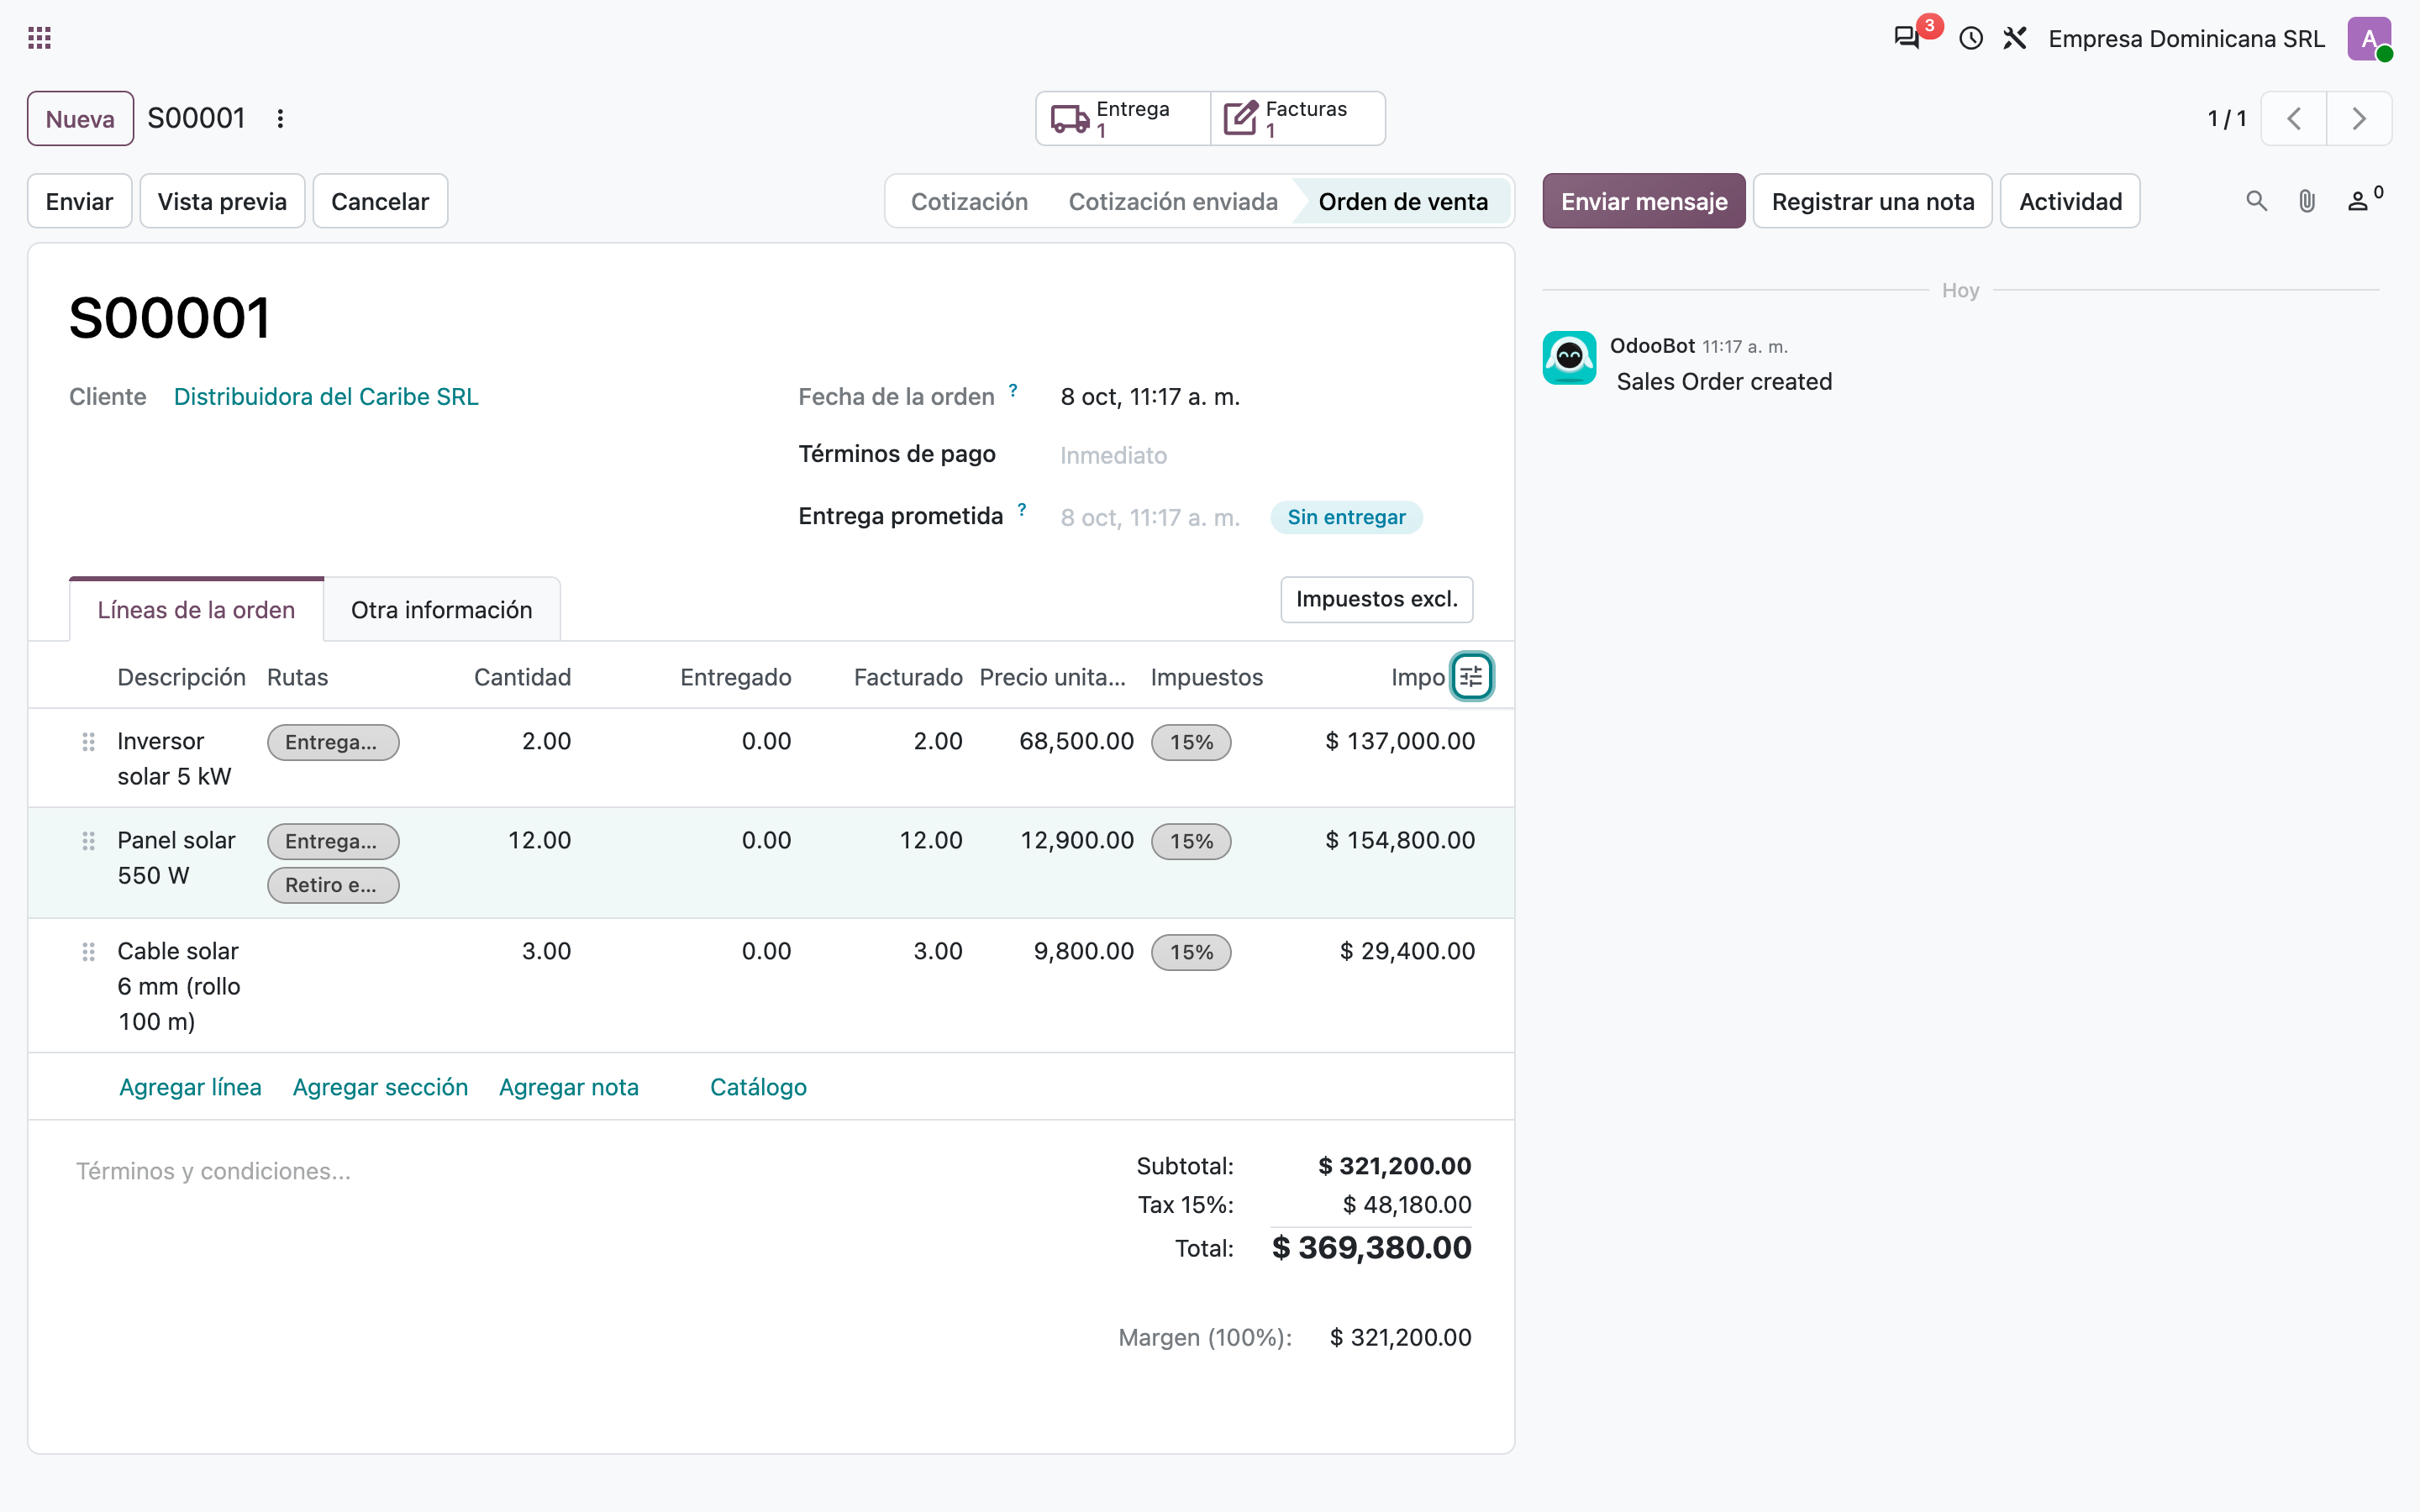 3
Empresa Dominicana SRL
A
Nueva
S00001
Entrega
1
Facturas
1
1 / 1
Enviar
Vista previa
Cancelar
Cotización
Cotización enviada
Orden de venta
Enviar mensaje
Registrar una nota
Actividad
0
S00001
Cliente
Distribuidora del Caribe SRL
Fecha de la orden ?
8 oct, 11:17 a. m.
Términos de pago
Inmediato
Entrega prometida ?
8 oct, 11:17 a. m.
Sin entregar
Hoy
OdooBot 11:17 a. m.
Sales Order created
Líneas de la orden
Otra información
Impuestos excl.
Descripción Rutas Cantidad Entregado Facturado Precio unita... Impuestos Impo
Inversor Entrega... 2.00 0.00 2.00 68,500.00 15% $ 137,000.00
solar 5 kW
Panel solar Entrega... 12.00 0.00 12.00 12,900.00 15% $ 154,800.00
550 W Retiro e...
Cable solar 3.00 0.00 3.00 9,800.00 15% $ 29,400.00
6 mm (rollo
100 m)
Agregar línea Agregar sección Agregar nota Catálogo
Términos y condiciones...
Subtotal: $ 321,200.00
Tax 15%: $ 48,180.00
Total: $ 369,380.00
Margen (100%): $ 321,200.00